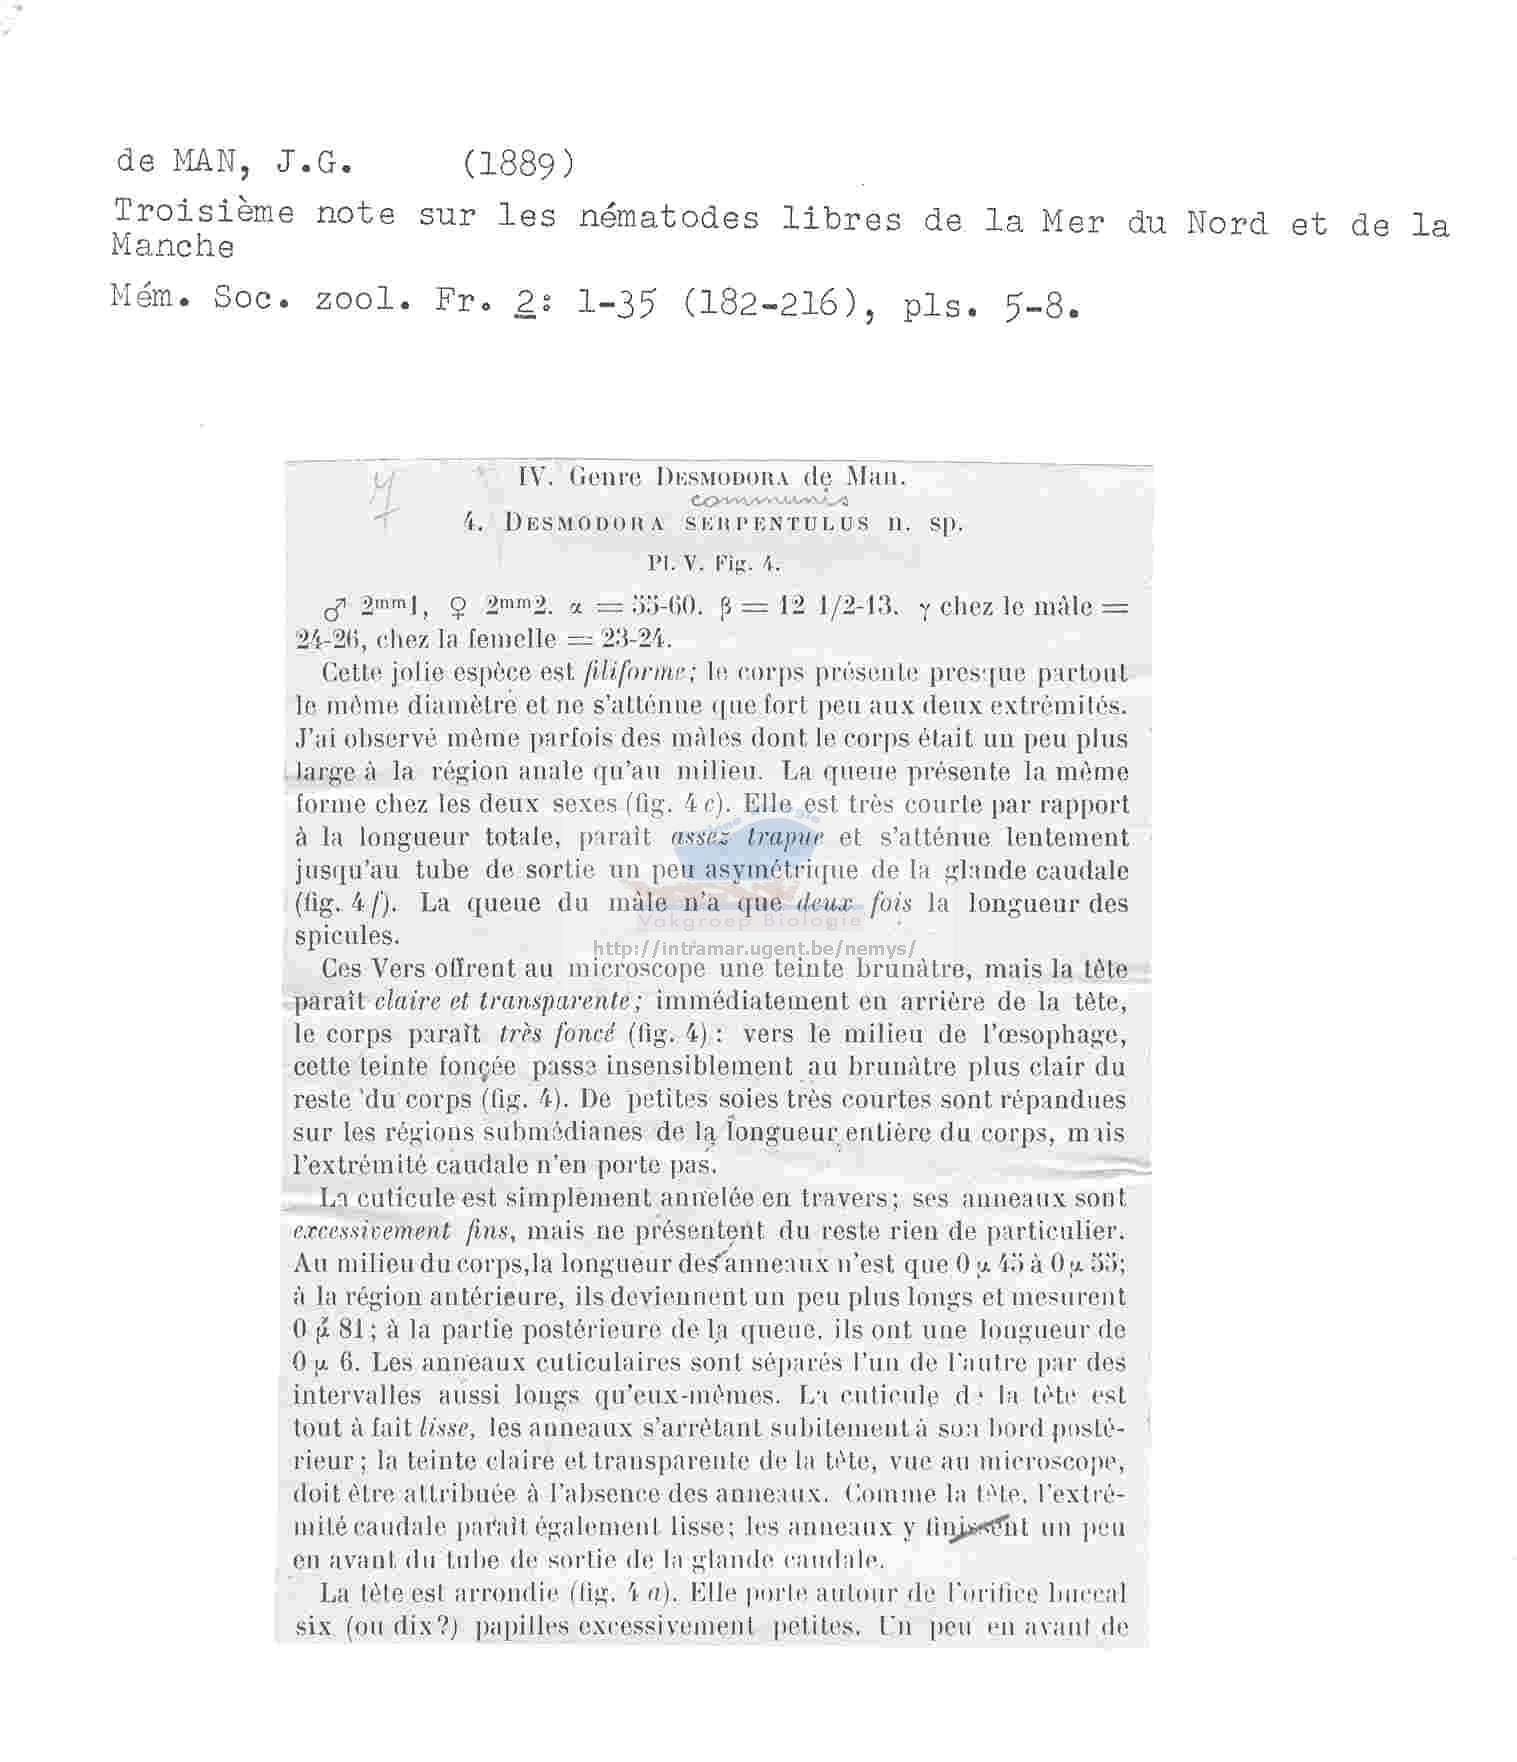 de MAN, J.G. (1889)
Troisième note sur les nématodes libres de la Mer du Nord et de la
Manche
Mém. Soc. zool. Fr. 2: 1-35 (182-216), pls. 5-8.
IV. Genre DESMODORA de Man.
communis
4. DESMODORA SERPENTULUS n. sp.
Pl. V. Fig. 4.
♂ 2mm1, ♀ 2mm2. α = 55-60. β = 12 1/2-13. γ chez le mâle =
24-26, chez la femelle = 23-24.
Cette jolie espèce est filiforme; le corps présente presque partout
le même diamètre et ne s'atténue que fort peu aux deux extrémités.
J'ai observé même parfois des mâles dont le corps était un peu plus
large à la région anale qu'au milieu. La queue présente la même
forme chez les deux sexes (fig. 4 c). Elle est très courte par rapport
à la longueur totale, paraît assez trapue et s'atténue lentement
jusqu'au tube de sortie un peu asymétrique de la glande caudale
(fig. 4 f). La queue du mâle n'a que deux fois la longueur des
Vakgroep Biologie
spicules.
http://intramar.ugent.be/nemys/
Ces Vers offrent au microscope une teinte brunâtre, mais la tête
paraît claire et transparente; immédiatement en arrière de la tête,
le corps paraît très foncé (fig. 4) : vers le milieu de l'œsophage,
cette teinte fonçée passe insensiblement au brunâtre plus clair du
reste du corps (fig. 4). De petites soies très courtes sont répandues
sur les régions submédianes de la longueur entière du corps, mais
l'extrémité caudale n'en porte pas.
La cuticule est simplement annelée en travers; ses anneaux sont
excessivement fins, mais ne présentent du reste rien de particulier.
Au milieu du corps, la longueur des anneaux n'est que 0 μ 45 à 0 μ 55;
à la région antérieure, ils deviennent un peu plus longs et mesurent
0 μ 81; à la partie postérieure de la queue, ils ont une longueur de
0 μ 6. Les anneaux cuticulaires sont séparés l'un de l'autre par des
intervalles aussi longs qu'eux-mêmes. La cuticule de la tête est
tout à fait lisse, les anneaux s'arrêtant subitement à son bord posté-
rieur; la teinte claire et transparente de la tête, vue au microscope,
doit être attribuée à l'absence des anneaux. Comme la tête, l'extré-
mité caudale paraît également lisse; les anneaux y finissent un peu
en avant du tube de sortie de la glande caudale.
La tête est arrondie (fig. 4 a). Elle porte autour de l'orifice buccal
six (ou dix?) papilles excessivement petites. Un peu en avant de